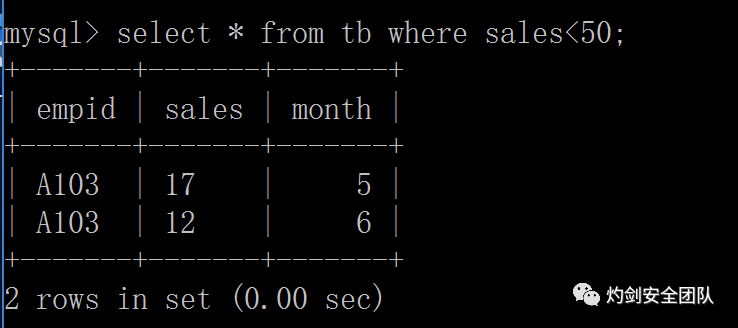 mysql> select * from tb where sales<50;
+-------+-------+-------+
| empid | sales | month |
+-------+-------+-------+
| A103  | 17    |     5 |
| A103  | 12    |     6 |
+-------+-------+-------+
2 rows in set (0.00 sec)
灼剑安全团队